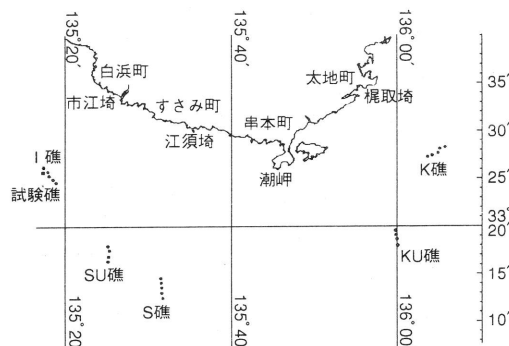 135° 20'
135° 40'
136° 00'
白浜町
太地町
35'
市江埼
すさみ町
梶取埼
串本町
30'
江須埼
I 礁
潮岬
K礁
25'
試験礁
33°
20'
KU礁
SU礁
15'
S礁
10'
135° 20'
135° 40'
136° 00'